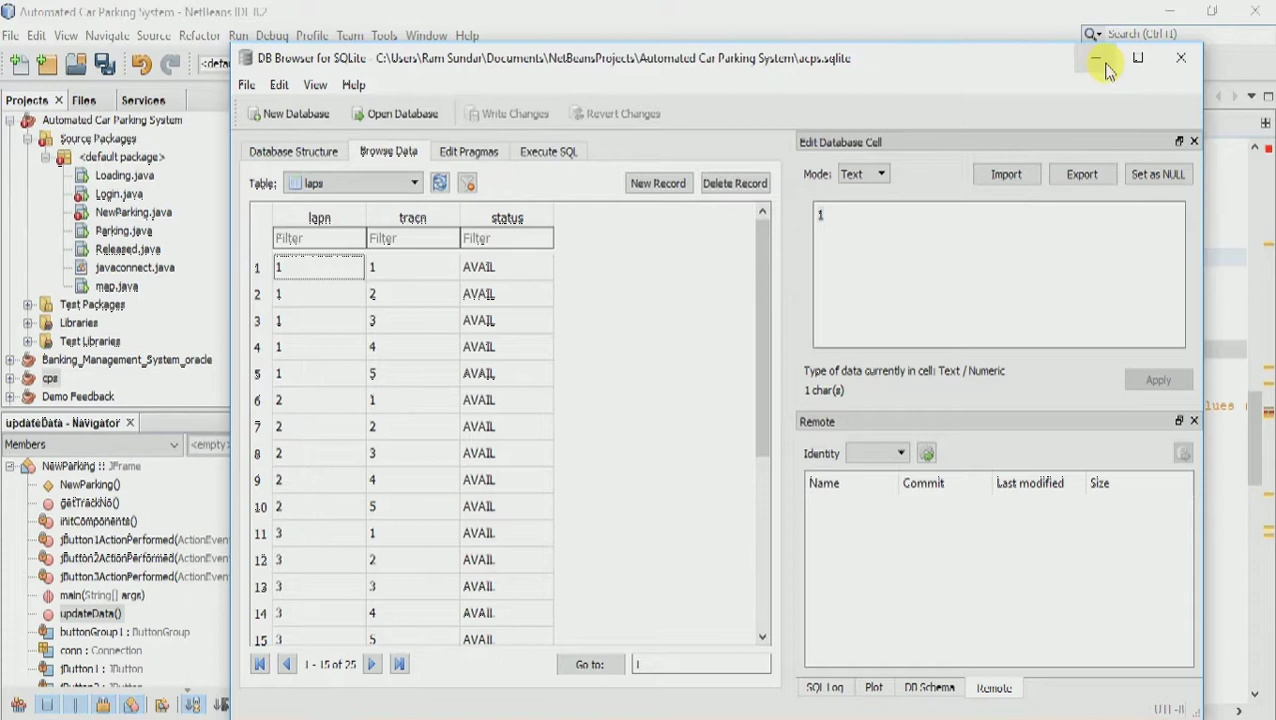 Automated Car Parking System - NetBeans IDE 8.2
File Edit View Navigate Source Refactor Run Debug Profile Team Tools Window Help
Search (Ctrl+I)
<defa
DB Browser for SQLite - C:\Users\Ram Sundar\Documents\NetBeansProjects\Automated Car Parking System\acps.sqlite
File Edit View Help
New Database Open Database Write Changes Revert Changes
Database Structure Browse Data Edit Pragmas Execute SQL
Table: laps New Record Delete Record
lapn tracn status
Filter Filter Filter
1 1 1 AVAIL
2 1 2 AVAIL
3 1 3 AVAIL
4 1 4 AVAIL
5 1 5 AVAIL
6 2 1 AVAIL
7 2 2 AVAIL
8 2 3 AVAIL
9 2 4 AVAIL
10 2 5 AVAIL
11 3 1 AVAIL
12 3 2 AVAIL
13 3 3 AVAIL
14 3 4 AVAIL
15 3 5 AVAIL
1 - 15 of 25 Go to: 1
Edit Database Cell
Mode: Text Import Export Set as NULL
1
Type of data currently in cell: Text / Numeric
1 char(s)
Apply
Remote
Identity
Name Commit Last modified Size
SQL Log Plot DB Schema Remote
UTF-8
Projects Files Services
Automated Car Parking System
Source Packages
<default package>
Loading.java
Login.java
NewParking.java
Parking.java
Released.java
javaconnect.java
map.java
Test Packages
Libraries
Test Libraries
Banking_Management_System_oracle
cps
Demo Feedback
updateData - Navigator
Members <empty>
NewParking :: JFrame
NewParking()
getTrackNo()
initComponents()
jButton1ActionPerformed(ActionEven
jButton2ActionPerformed(ActionEven
jButton3ActionPerformed(ActionEven
main(String[] args)
updateData()
buttonGroup1 : ButtonGroup
conn : Connection
jButton1 : JButton
lues